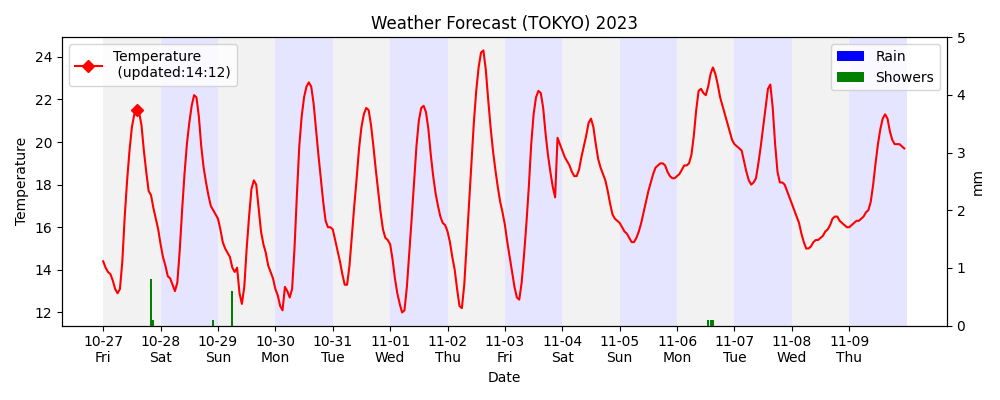 Weather Forecast (TOKYO) 2023
Temperature
(updated:14:12)
Rain
Showers
Temperature
24
22
20
18
16
14
12
5
4
3
2
1
0
mm
10-27 10-28 10-29 10-30 10-31 11-01 11-02 11-03 11-04 11-05 11-06 11-07 11-08 11-09
Fri Sat Sun Mon Tue Wed Thu Fri Sat Sun Mon Tue Wed Thu
Date